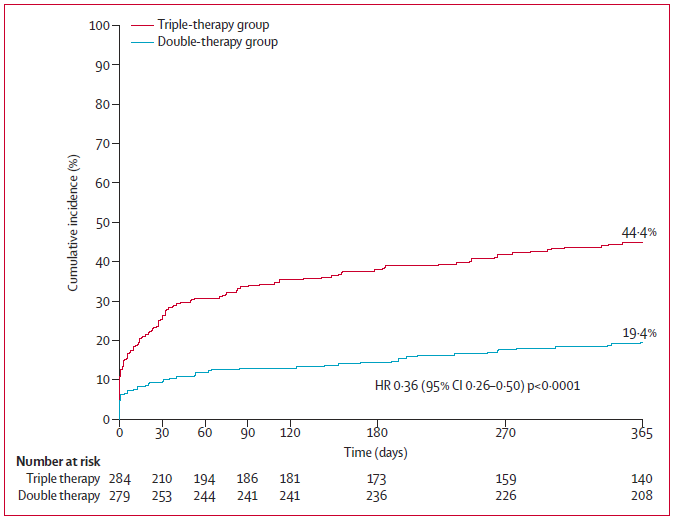 100
Triple-therapy group
Double-therapy group
90
80
70
60
50
40
30
20
10
0
Cumulative incidence (%)
44·4%
19·4%
HR 0·36 (95% CI 0·26–0·50) p<0·0001
0 30 60 90 120 180 270 365
Time (days)
Number at risk
Triple therapy 284 210 194 186 181 173 159 140
Double therapy 279 253 244 241 241 236 226 208